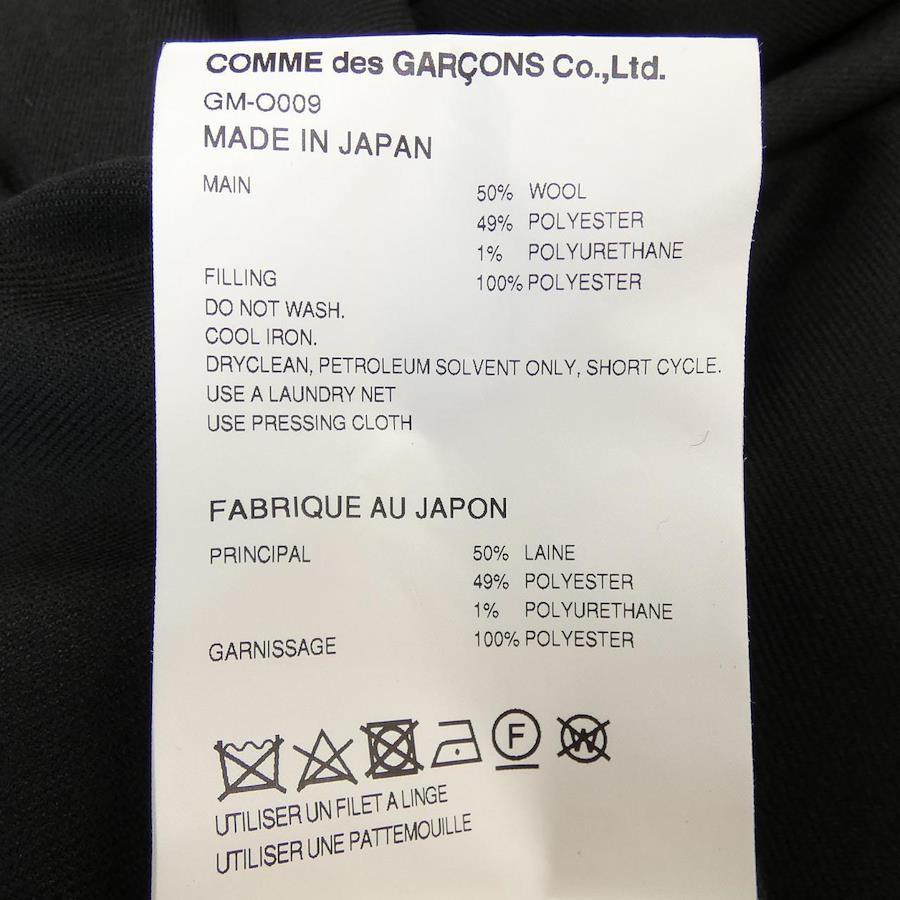 COMME des GARÇONS Co.,Ltd.
GM-O009
MADE IN JAPAN
MAIN 50% WOOL
49% POLYESTER
1% POLYURETHANE
FILLING 100% POLYESTER
DO NOT WASH.
COOL IRON.
DRYCLEAN, PETROLEUM SOLVENT ONLY, SHORT CYCLE.
USE A LAUNDRY NET
USE PRESSING CLOTH
FABRIQUE AU JAPON
PRINCIPAL 50% LAINE
49% POLYESTER
1% POLYURETHANE
GARNISSAGE 100% POLYESTER
F W
UTILISER UN FILET A LINGE
UTILISER UNE PATTEMOUILLE